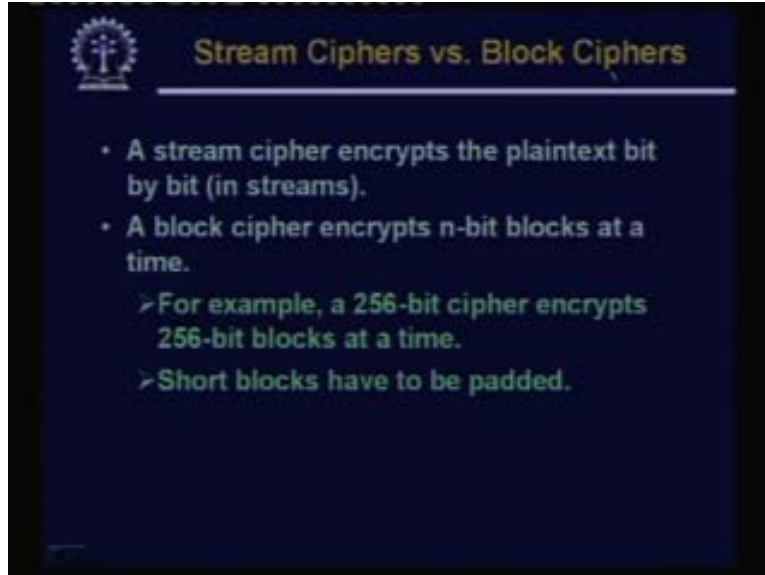 Stream Ciphers vs. Block Ciphers
• A stream cipher encrypts the plaintext bit
by bit (in streams).
• A block cipher encrypts n-bit blocks at a
time.
➢For example, a 256-bit cipher encrypts
256-bit blocks at a time.
➢Short blocks have to be padded.